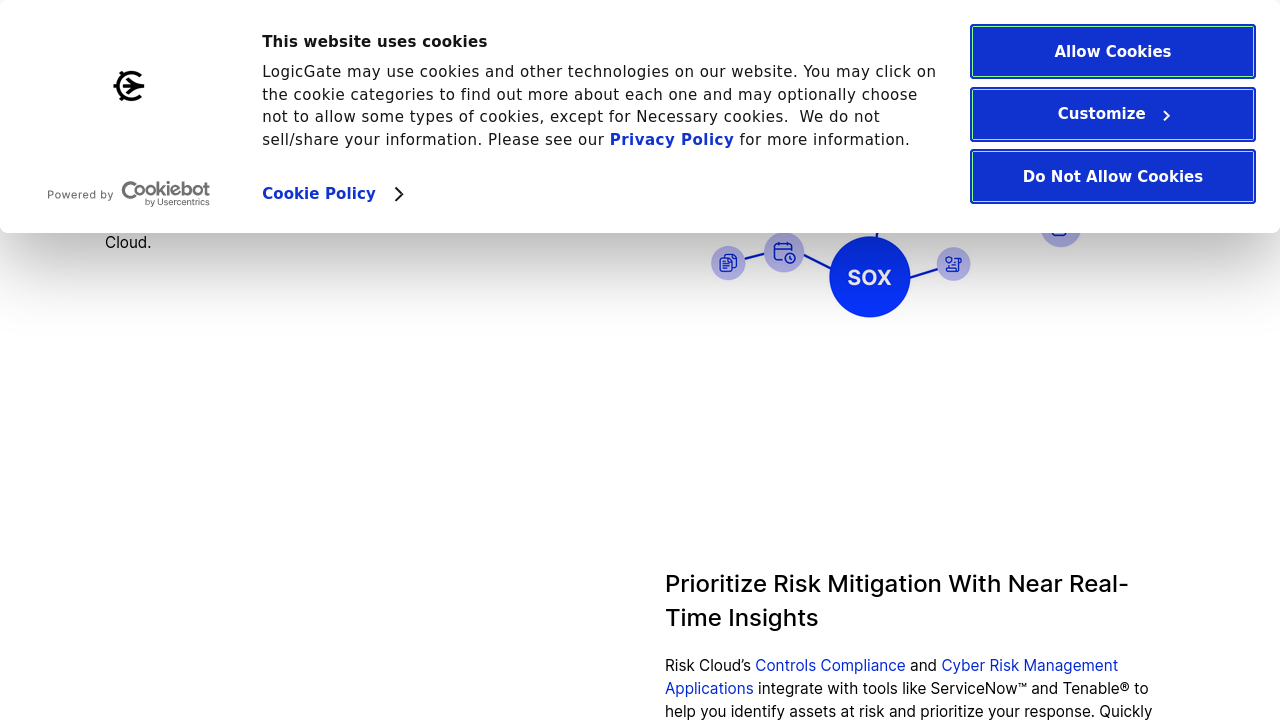 This website uses cookies
LogicGate may use cookies and other technologies on our website. You may click on
the cookie categories to find out more about each one and may optionally choose
not to allow some types of cookies, except for Necessary cookies.  We do not
sell/share your information. Please see our Privacy Policy for more information.
Cookie Policy
Powered by Cookiebot
by Usercentrics
Allow Cookies
Customize
Do Not Allow Cookies
Cloud.
SOX
Prioritize Risk Mitigation With Near Real-
Time Insights
Risk Cloud’s Controls Compliance and Cyber Risk Management
Applications integrate with tools like ServiceNow™ and Tenable® to
help you identify assets at risk and prioritize your response. Quickly